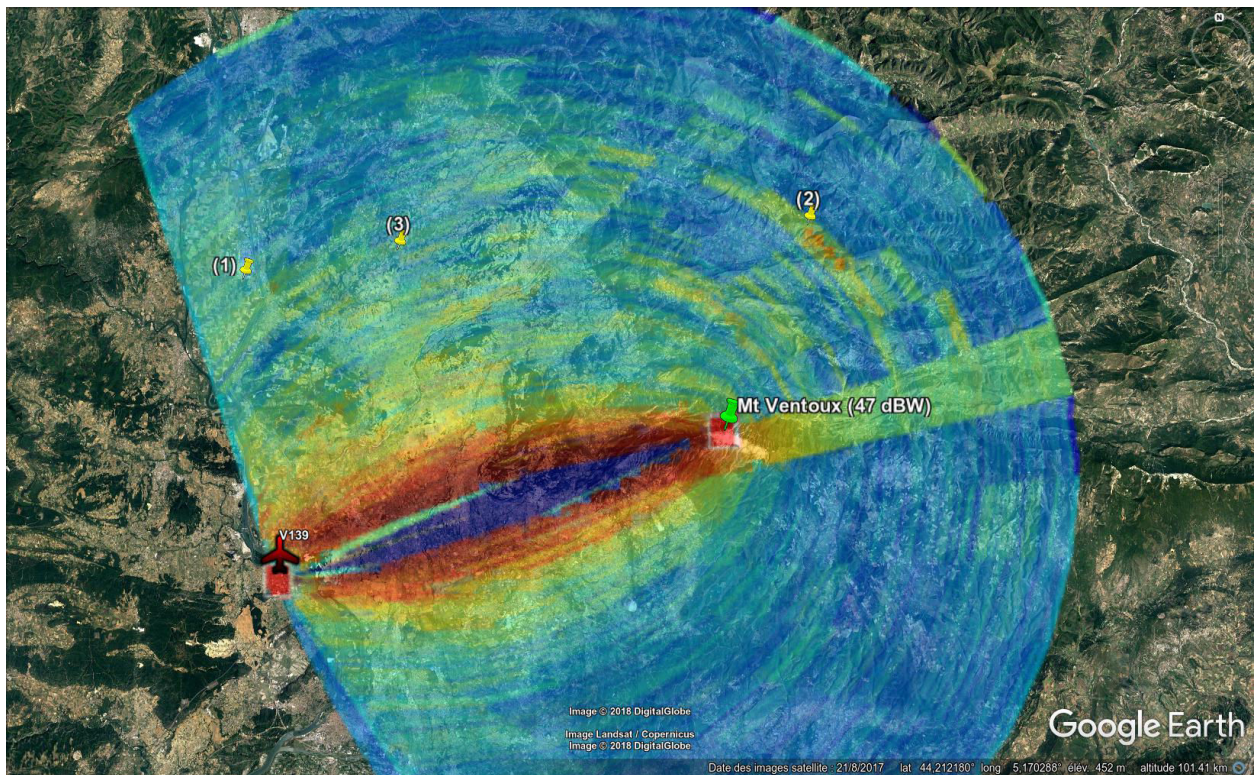 N
(2)
(3)
(1)
Mt Ventoux (47 dBW)
V139
Image © 2018 DigitalGlobe
Image Landsat / Copernicus
Image © 2018 DigitalGlobe
Google Earth
Date des images satellite : 21/8/2017 lat 44,212180° long 5,170288° élév. 452 m altitude 101.41 km